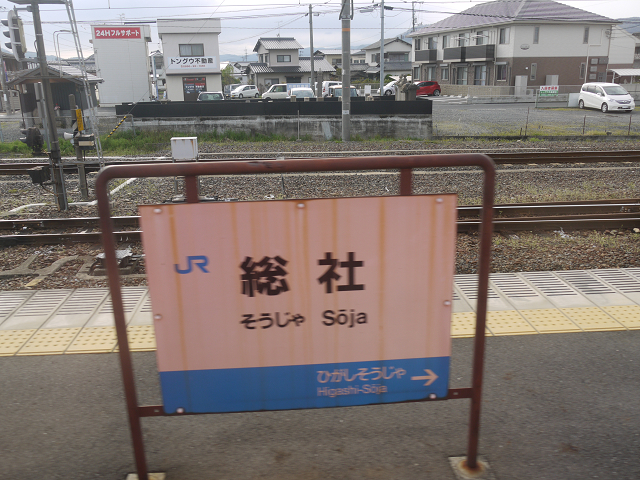 24Hフルサポート
トングウ不動産
JR
総社
そうじゃ Sōja
ひがしそうじゃ →
Higashi-Sōja